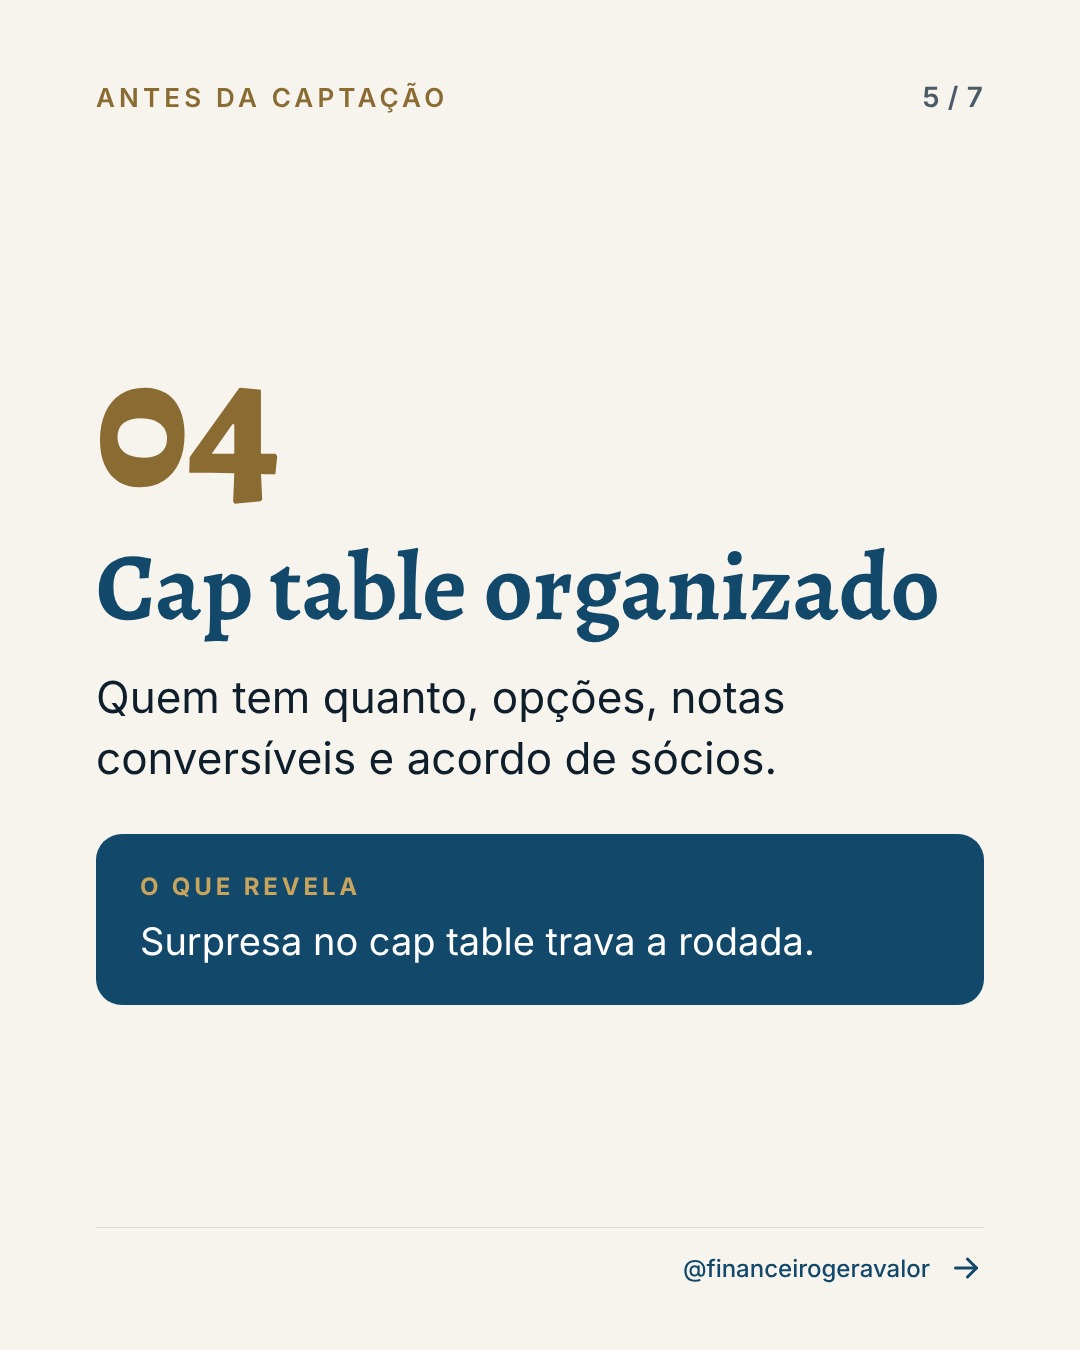 ANTES DA CAPTAÇÃO
5 / 7
04
Cap table organizado
Quem tem quanto, opções, notas
conversíveis e acordo de sócios.
O QUE REVELA
Surpresa no cap table trava a rodada.
@financeirogeravalor →